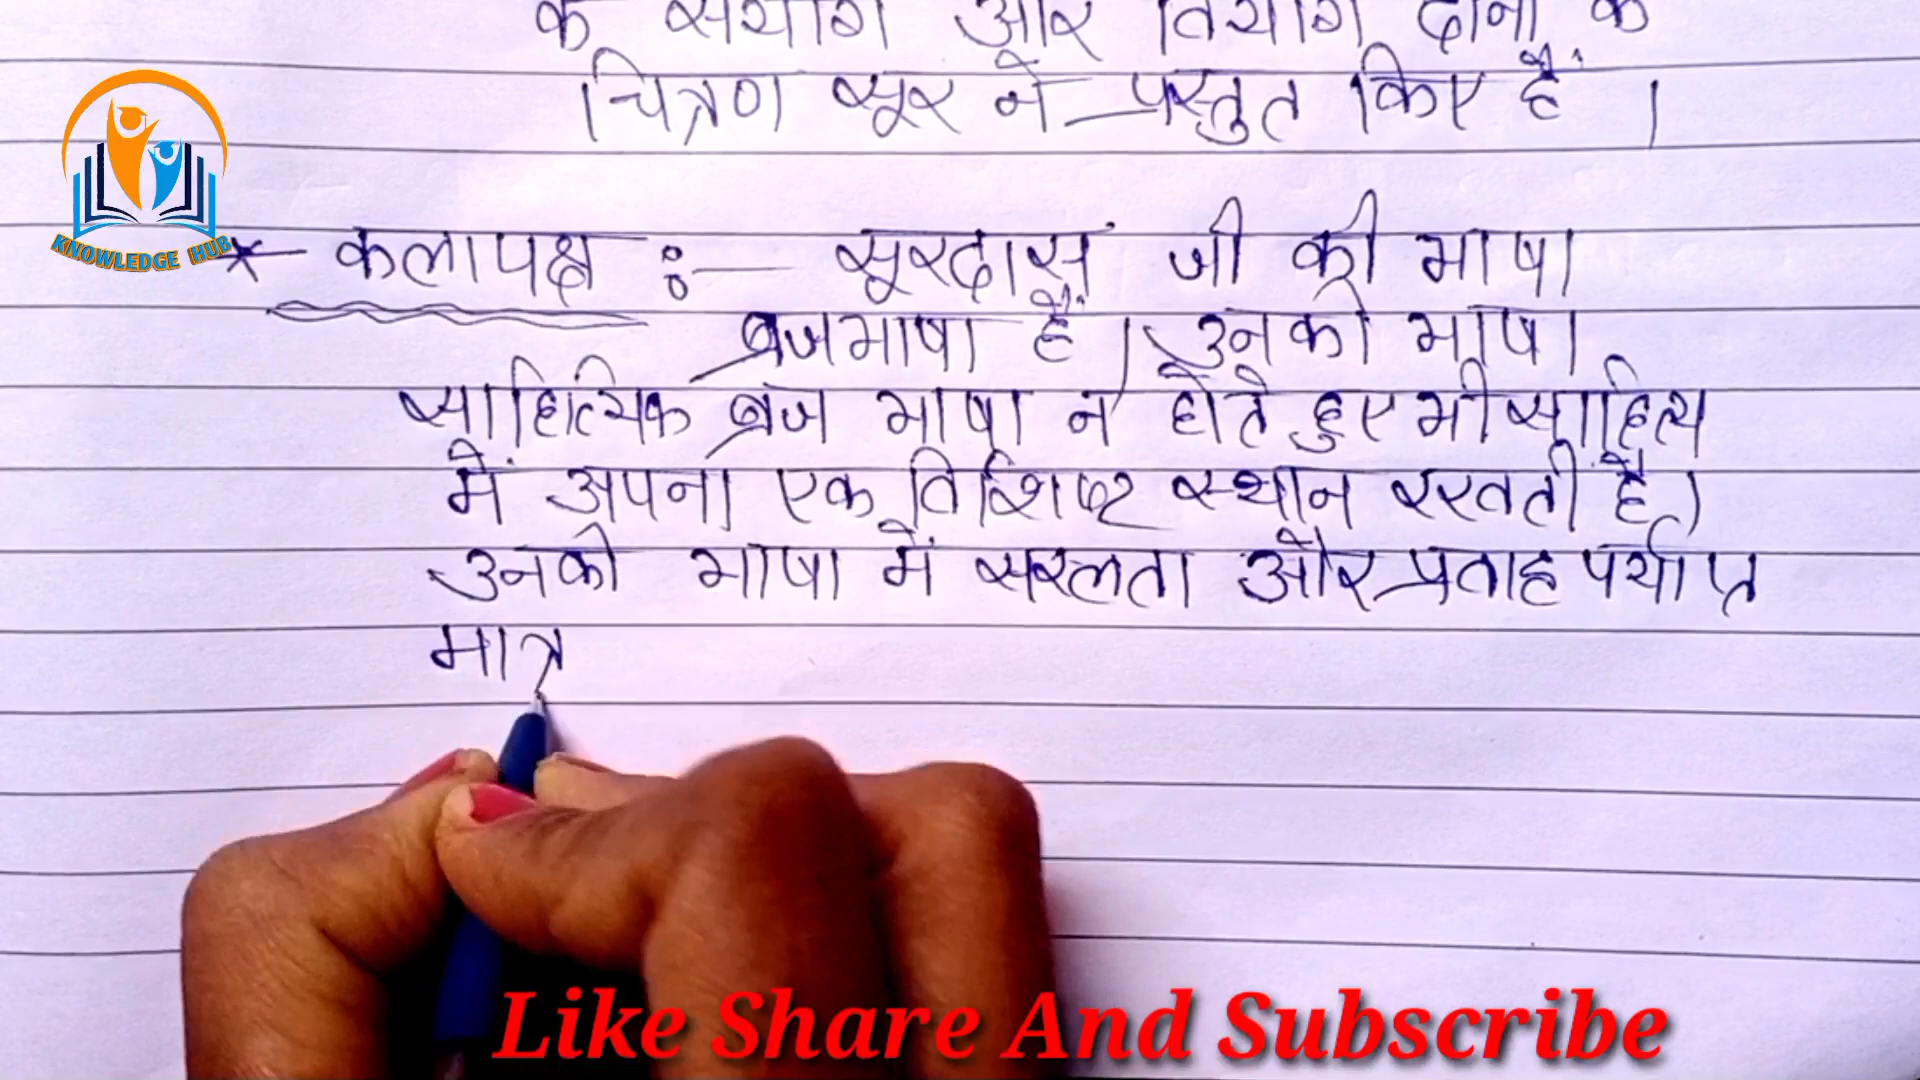 के संयोग और वियोग दोनों के
चित्रण सूर ने प्रस्तुत किए हैं ।
KNOWLEDGE HUB
* कलापक्ष :— सूरदास जी की भाषा
ब्रजभाषा है । उनकी भाषा
साहित्यिक ब्रज भाषा न होते हुए भी साहित्य
में अपना एक विशिष्ट स्थान रखती है ।
उनकी भाषा में सरलता और प्रवाह पर्याप्त
मात्र
Like Share And Subscribe